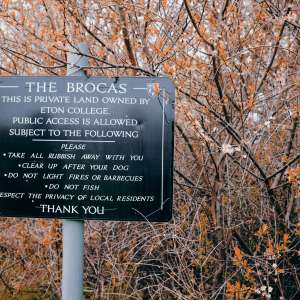 THE BROCAS
THIS IS PRIVATE LAND OWNED BY
ETON COLLEGE.
PUBLIC ACCESS IS ALLOWED
SUBJECT TO THE FOLLOWING
PLEASE
• TAKE ALL RUBBISH AWAY WITH YOU
• CLEAR UP AFTER YOUR DOG
• DO NOT LIGHT FIRES OR BARBECUES
• DO NOT FISH
RESPECT THE PRIVACY OF LOCAL RESIDENTS
THANK YOU